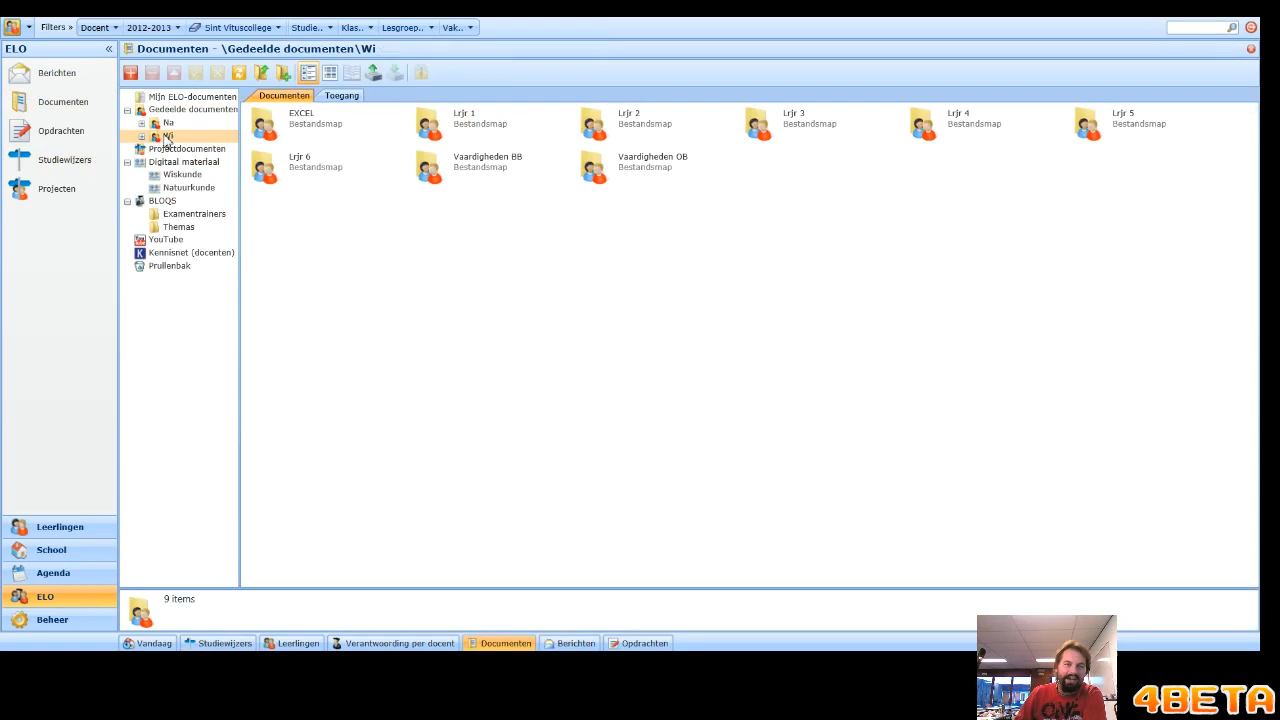 Filters » Docent 2012-2013 Sint Vituscollege Studie.. Klas.. Lesgroep.. Vak..
ELO «
Documenten - \Gedeelde documenten\Wi
Berichten
Documenten
Opdrachten
Studiewijzers
Projecten
Mijn ELO-documenten
Gedeelde documenten
Na
Wi
Projectdocumenten
Digitaal materiaal
Wiskunde
Natuurkunde
BLOQS
Examentrainers
Themas
YouTube
Kennisnet (docenten)
Prullenbak
Documenten Toegang
EXCEL Lrjr 1 Lrjr 2 Lrjr 3 Lrjr 4 Lrjr 5
Bestandsmap Bestandsmap Bestandsmap Bestandsmap Bestandsmap Bestandsmap
Lrjr 6 Vaardigheden BB Vaardigheden OB
Bestandsmap Bestandsmap Bestandsmap
Leerlingen
School
Agenda
ELO
Beheer
9 items
Vandaag Studiewijzers Leerlingen Verantwoording per docent Documenten Berichten Opdrachten
ONE
4BETA